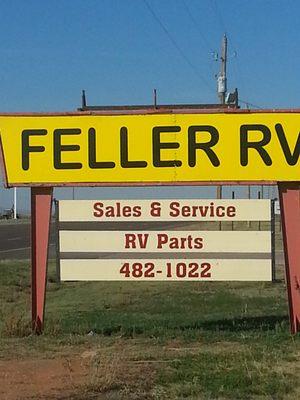 FELLER RV
Sales & Service
RV Parts
482-1022